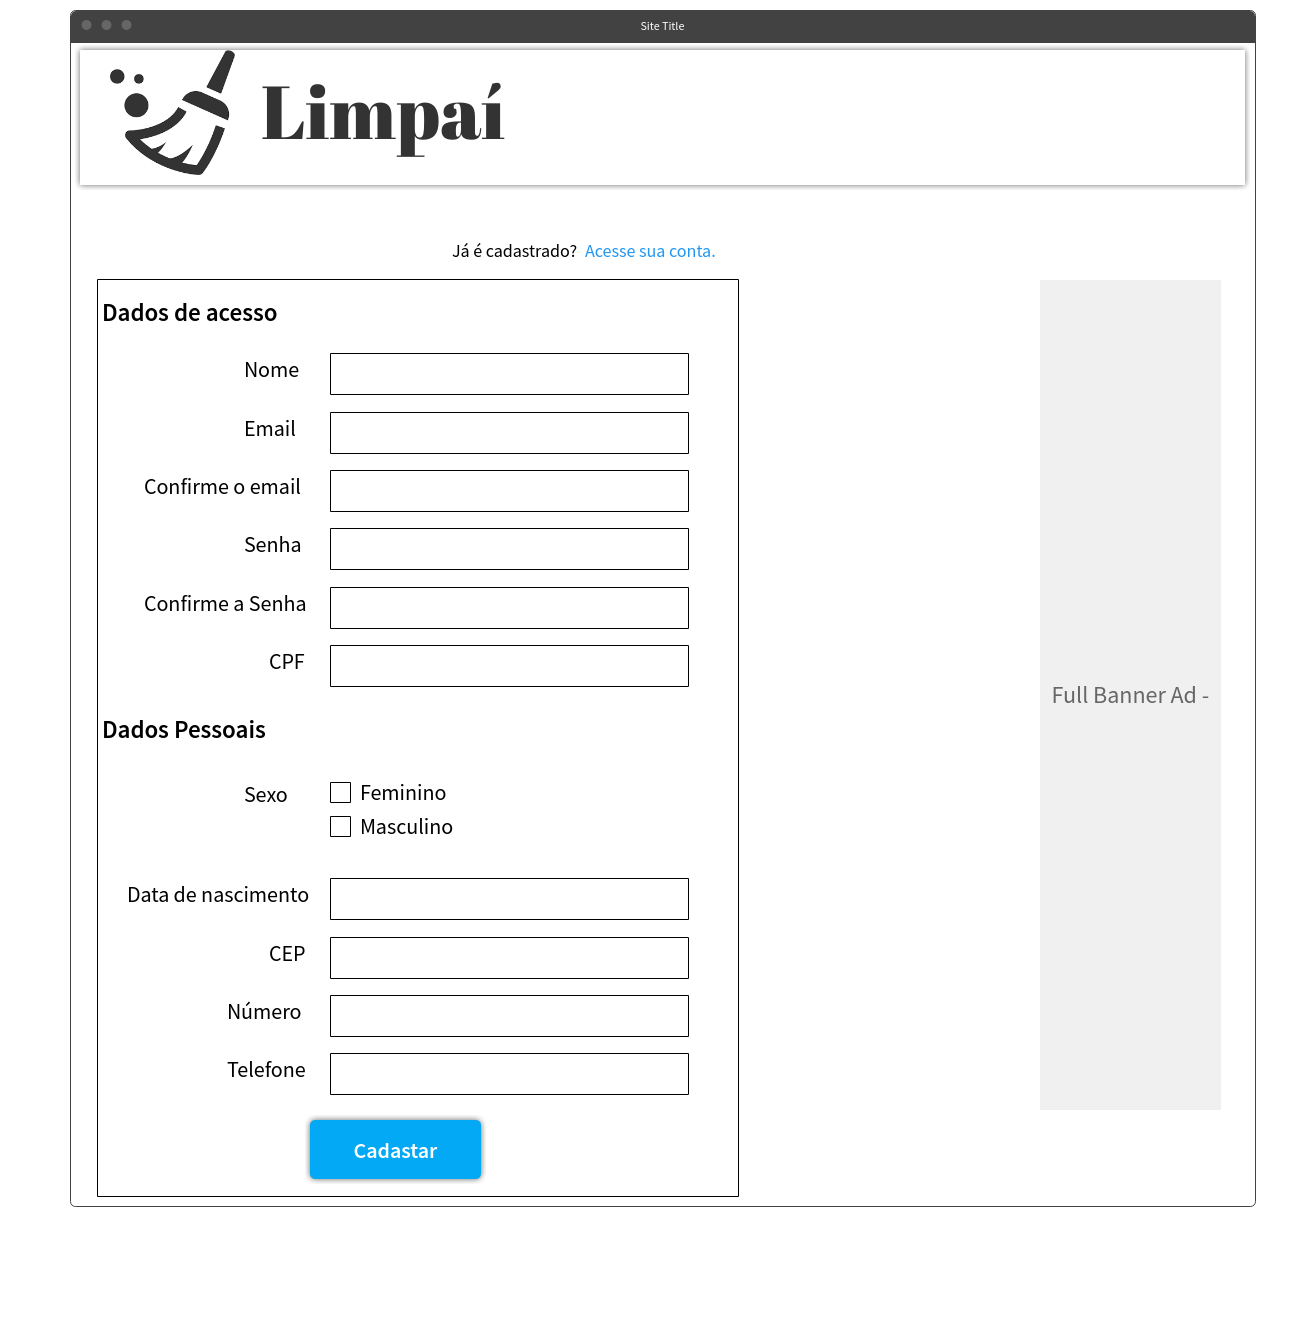 Site Title
Limpaí
Já é cadastrado? Acesse sua conta.
Dados de acesso
Nome
Email
Confirme o email
Senha
Confirme a Senha
CPF
Dados Pessoais
Sexo
Feminino
Masculino
Data de nascimento
CEP
Número
Telefone
Cadastar
Full Banner Ad -